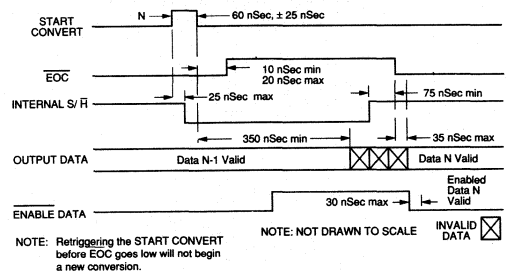 N
60 nSec, ± 25 nSec
START
CONVERT
EOC
10 nSec min
20 nSec max
75 nSec min
INTERNAL S/ H
25 nSec max
350 nSec min
35 nSec max
OUTPUT DATA
Data N-1 Valid
Data N Valid
Enabled
Data N
Valid
30 nSec max
ENABLE DATA
NOTE: Retriggering the START CONVERT
before EOC goes low will not begin
a new conversion.
NOTE: NOT DRAWN TO SCALE
INVALID
DATA